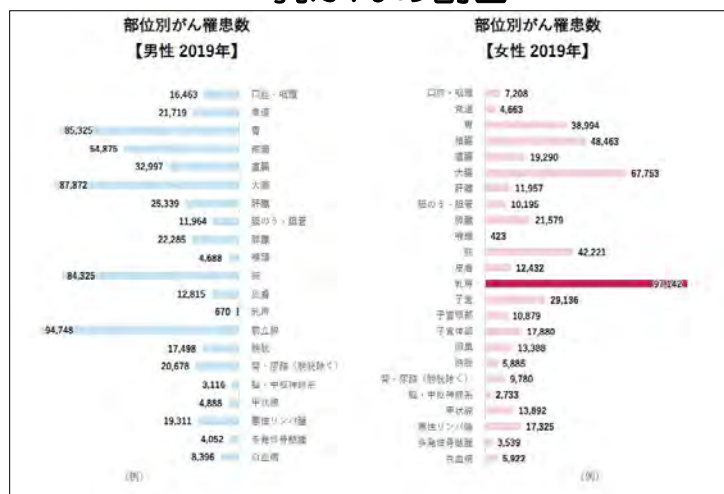 部位別がん罹患数
【男性 2019年】
16,463 口腔・咽頭
21,719 食道
85,325 胃
54,875 結腸
32,997 直腸
87,872 大腸
25,339 肝臓
11,964 胆のう・胆管
22,285 膵臓
4,688 喉頭
84,325 肺
12,815 皮膚
670 乳房
94,748 前立腺
17,498 膀胱
20,678 腎・尿路（膀胱除く）
3,116 脳・中枢神経系
4,888 甲状腺
19,311 悪性リンパ腫
4,052 多発性骨髄腫
8,396 白血病
（例）
部位別がん罹患数
【女性 2019年】
口腔・咽頭 7,208
食道 4,663
胃 38,994
結腸 48,463
直腸 19,290
大腸 67,753
肝臓 11,957
胆のう・胆管 10,195
膵臓 21,579
喉頭 423
肺 42,221
皮膚 12,432
乳房 97,142
子宮 29,136
子宮頸部 10,879
子宮体部 17,880
卵巣 13,388
膀胱 5,885
腎・尿路（膀胱除く） 9,780
脳・中枢神経系 2,733
甲状腺 13,892
悪性リンパ腫 17,325
多発性骨髄腫 3,539
白血病 5,922
（例）